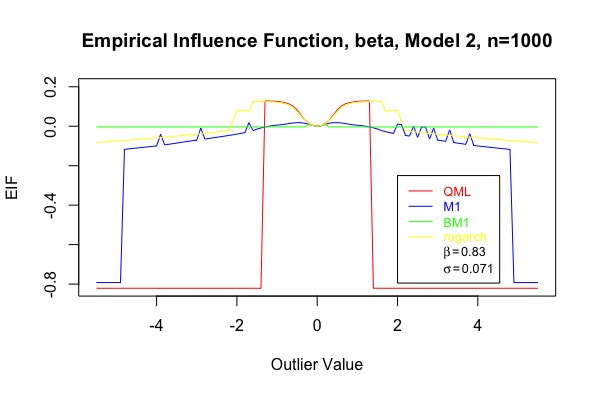 Empirical Influence Function, beta, Model 2, n=1000
EIF
0.2
0.0
-0.4
-0.8
QML
M1
BM1
rugarch
β = 0.83
σ = 0.071
-4 -2 0 2 4
Outlier Value